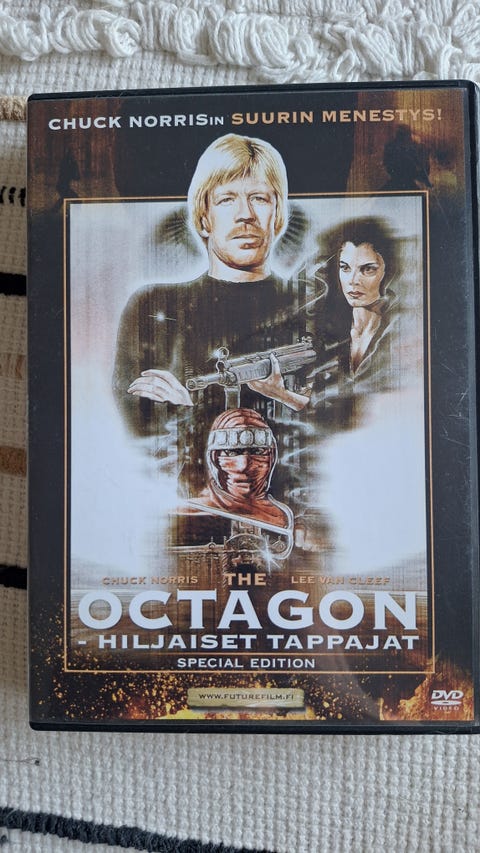 CHUCK NORRISIN SUURIN MENESTYS!
CHUCK NORRIS THE LEE VAN CLEEF
OCTAGON
- HILJAISET TAPPAJAT
SPECIAL EDITION
WWW.FUTUREFILM.FI
DVD
VIDEO